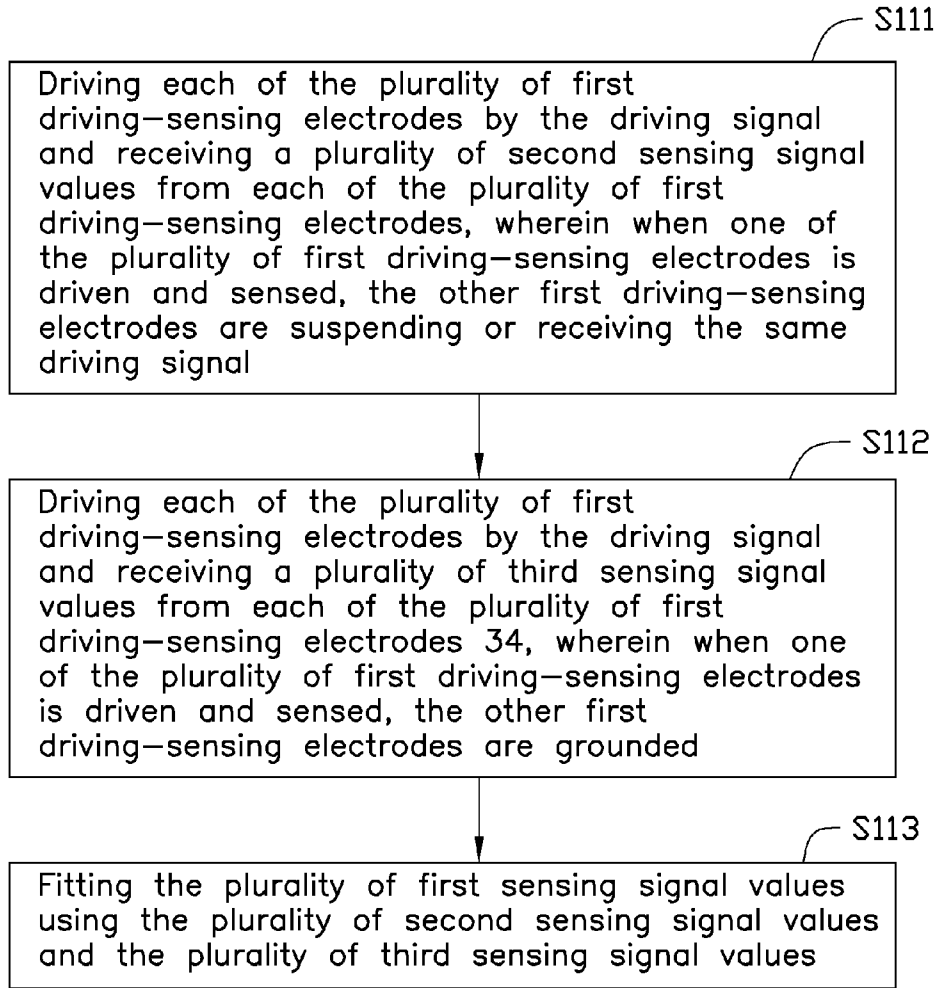 S111
Driving each of the plurality of first
driving-sensing electrodes by the driving signal
and receiving a plurality of second sensing signal
values from each of the plurality of first
driving-sensing electrodes, wherein when one of
the plurality of first driving-sensing electrodes is
driven and sensed, the other first driving-sensing
electrodes are suspending or receiving the same
driving signal
S112
Driving each of the plurality of first
driving-sensing electrodes by the driving signal
and receiving a plurality of third sensing signal
values from each of the plurality of first
driving-sensing electrodes 34, wherein when one
of the plurality of first driving-sensing electrodes
is driven and sensed, the other first
driving-sensing electrodes are grounded
S113
Fitting the plurality of first sensing signal values
using the plurality of second sensing signal values
and the plurality of third sensing signal values